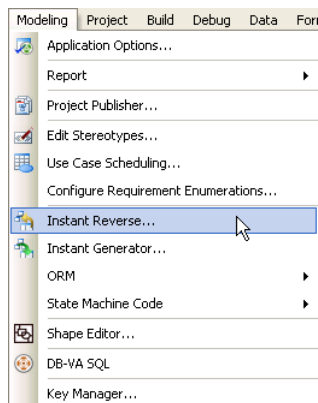 Modeling Project Build Debug Data
Application Options...
Report
Project Publisher...
Edit Stereotypes...
Use Case Scheduling...
Configure Requirement Enumerations...
Instant Reverse...
Instant Generator...
ORM
State Machine Code
Shape Editor...
DB-VA SQL
Key Manager...